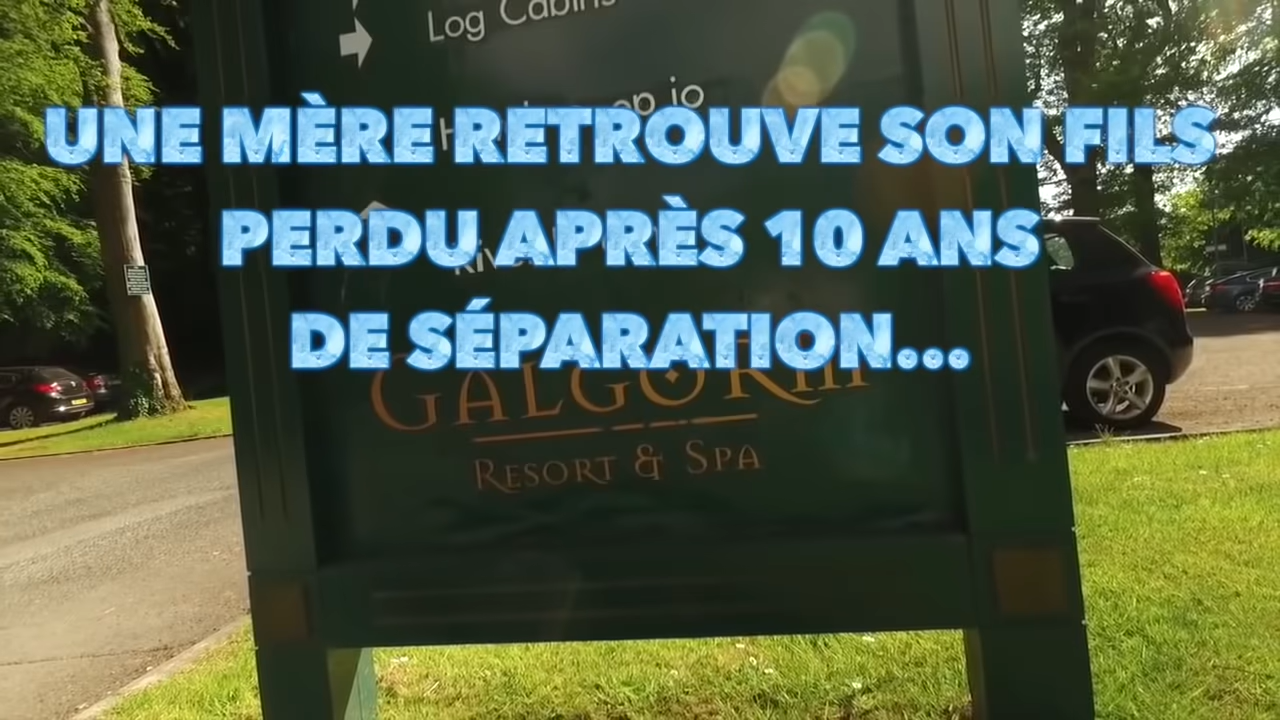 Log Cabins
UNE MÈRE RETROUVE SON FILS
PERDU APRÈS 10 ANS
DE SÉPARATION...
GALGORM
RESORT & SPA